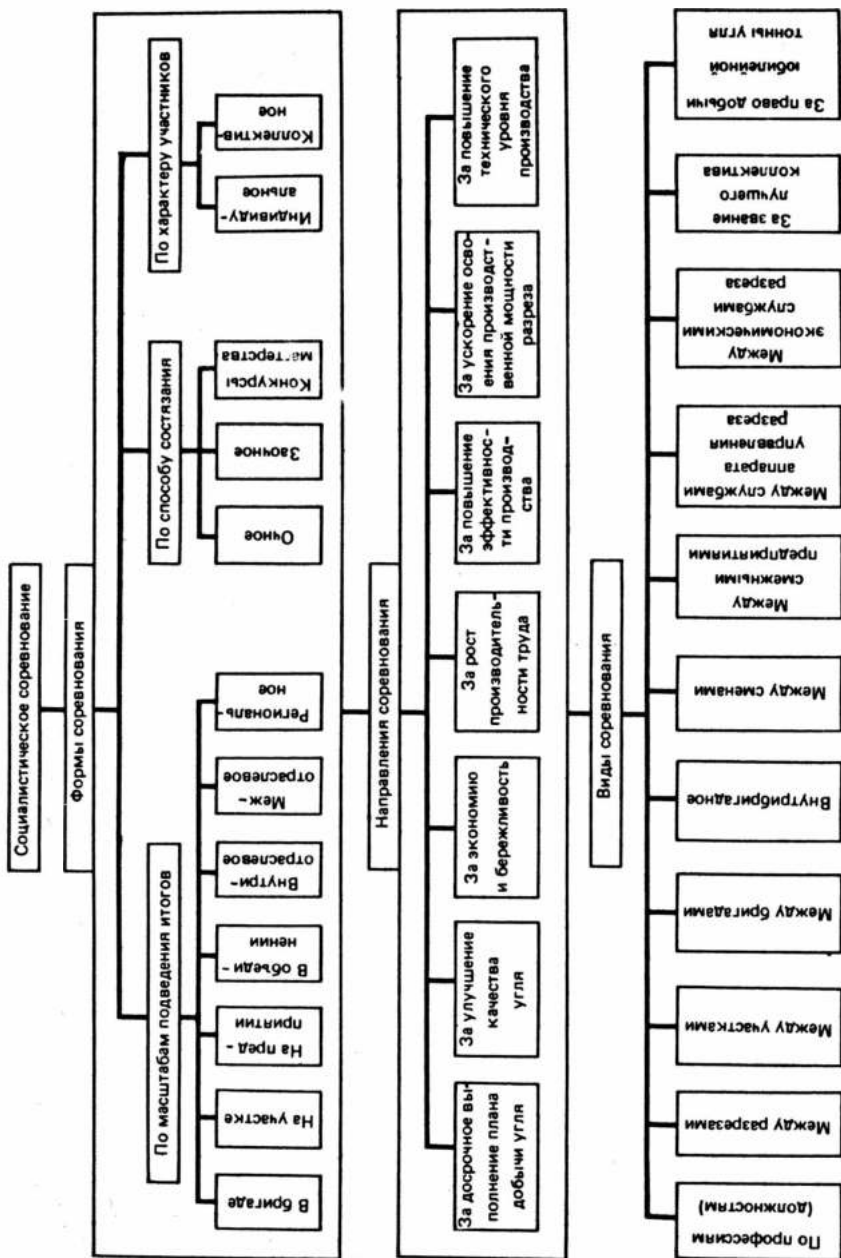 Социалистическое соревнование
Формы соревнования
По масштабам подведения итогов
По способу состязания
По характеру участников
В бригаде
На участке
На пред-
приятии
В объеди-
нении
Внутри-
отраслевое
Меж-
отраслевое
Региональ-
ное
Очное
Заочное
Конкурсы
мастерства
Индивиду-
альное
Коллектив-
ное
Направления соревнования
За досрочное вы-
полнение плана
добычи угля
За улучшение
качества
угля
За экономию
и бережливость
За рост
производитель-
ности труда
За повышение
эффективнос-
ти производ-
ства
За ускорение осво-
ения производст-
венной мощности
разреза
За повышение
технического
уровня
производства
Виды соревнования
По профессиям
(должностям)
Между разрезами
Между участками
Между бригадами
Внутрибригадное
Между сменами
Между
смежными
предприятиями
Между службами
аппарата
управления
разреза
Между
экономическими
службами
разреза
За звание
лучшего
коллектива
За право добычи
юбилейной
тонны угля